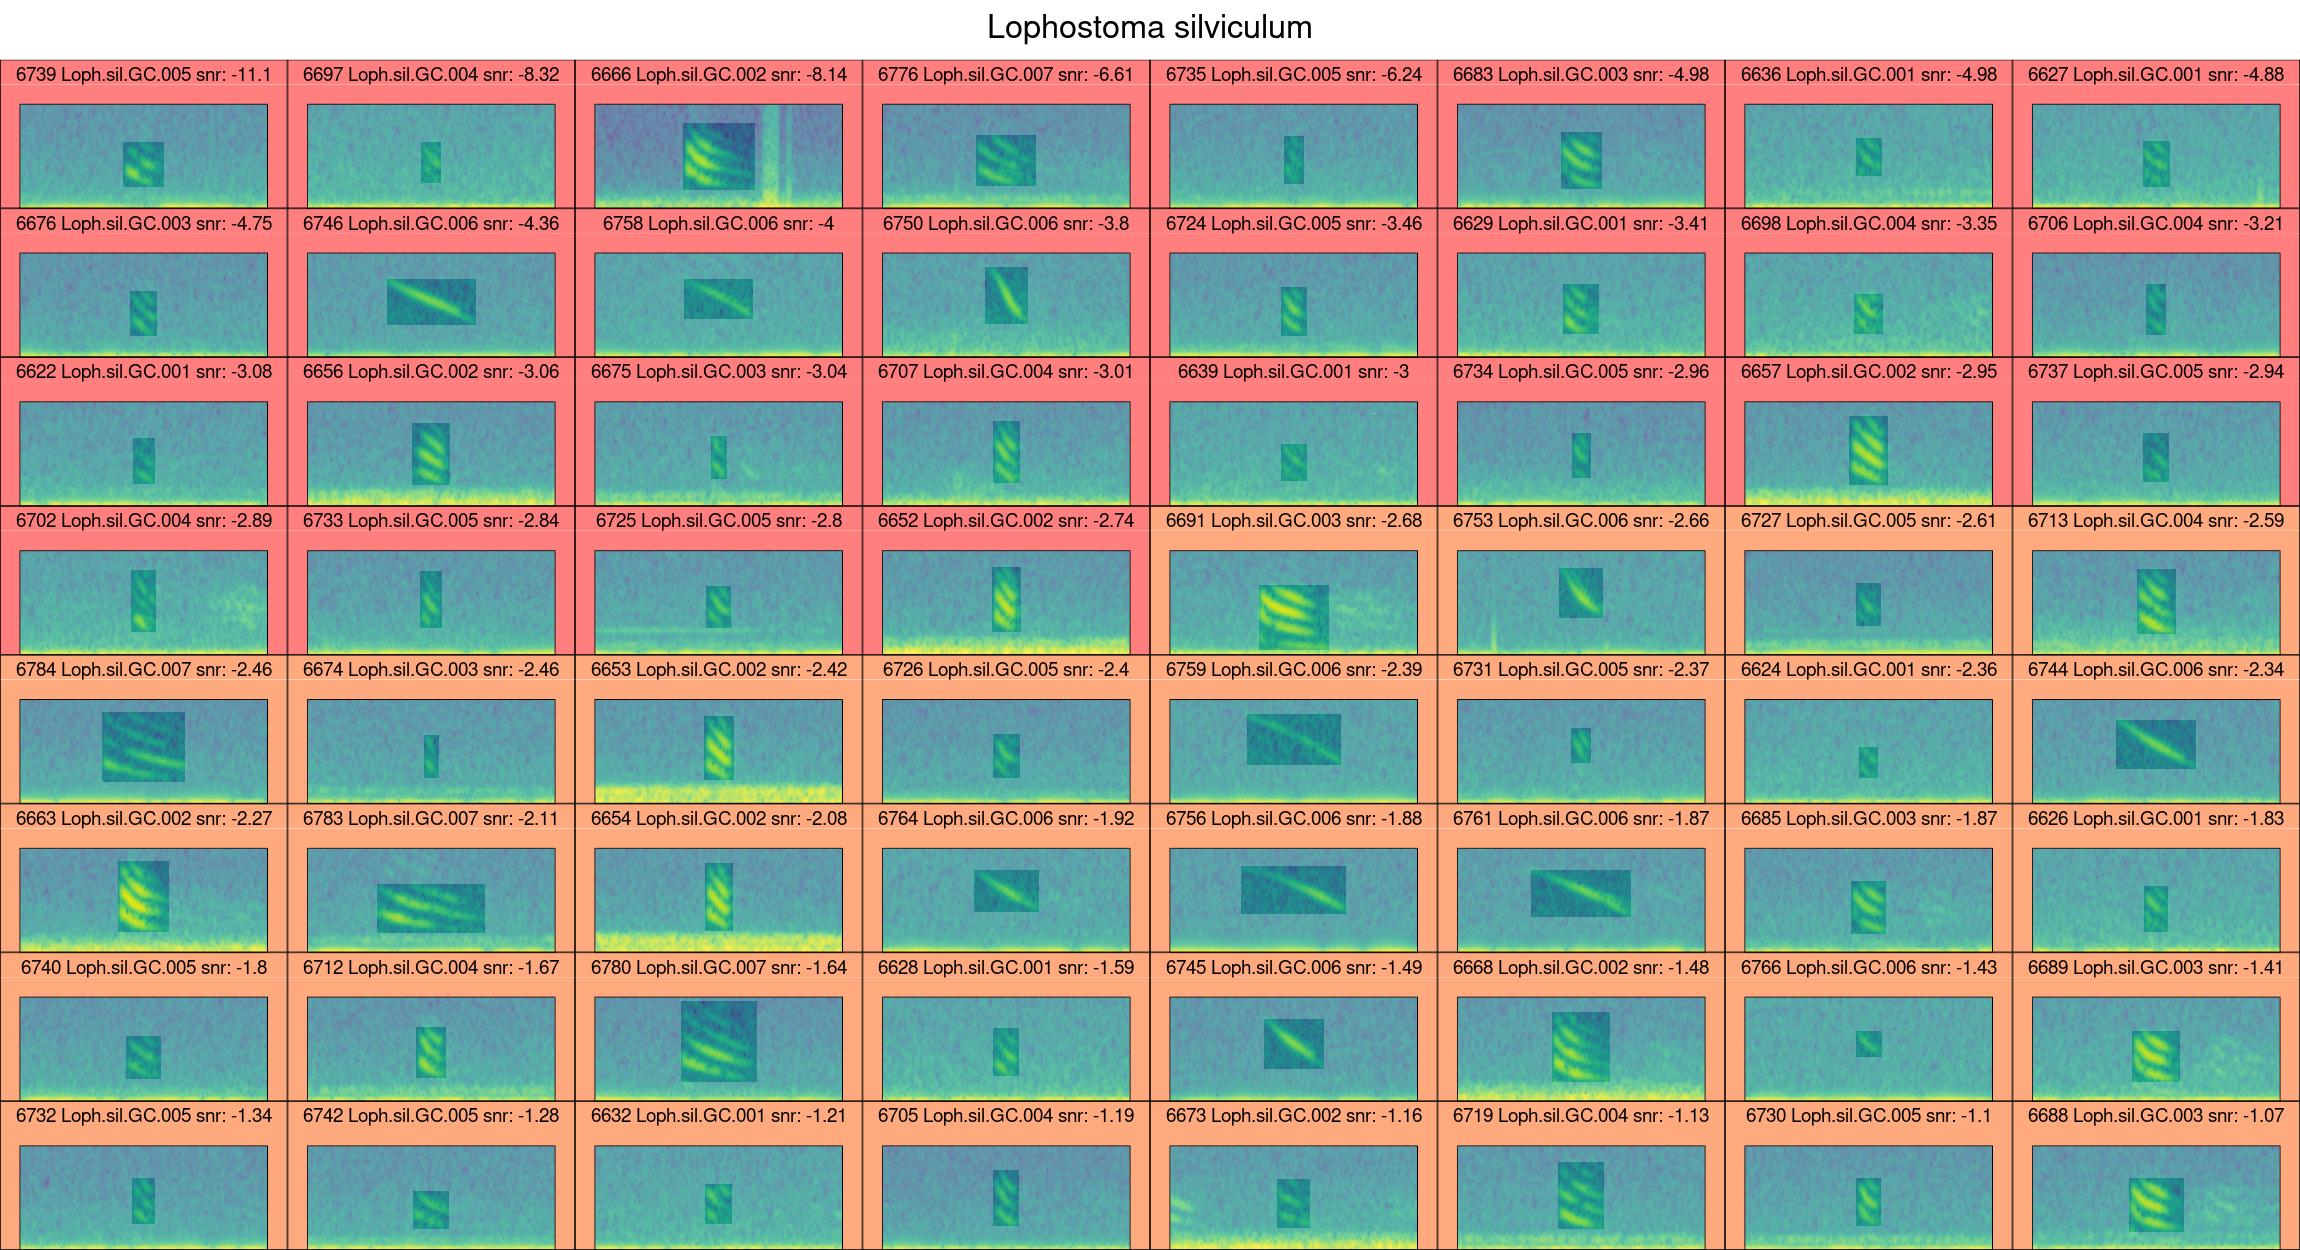 Lophostoma silviculum
6739 Loph.sil.GC.005 snr: -11.1 6697 Loph.sil.GC.004 snr: -8.32 6666 Loph.sil.GC.002 snr: -8.14 6776 Loph.sil.GC.007 snr: -6.61 6735 Loph.sil.GC.005 snr: -6.24 6683 Loph.sil.GC.003 snr: -4.98 6636 Loph.sil.GC.001 snr: -4.98 6627 Loph.sil.GC.001 snr: -4.88
6676 Loph.sil.GC.003 snr: -4.75 6746 Loph.sil.GC.006 snr: -4.36 6758 Loph.sil.GC.006 snr: -4 6750 Loph.sil.GC.006 snr: -3.8 6724 Loph.sil.GC.005 snr: -3.46 6629 Loph.sil.GC.001 snr: -3.41 6698 Loph.sil.GC.004 snr: -3.35 6706 Loph.sil.GC.004 snr: -3.21
6622 Loph.sil.GC.001 snr: -3.08 6656 Loph.sil.GC.002 snr: -3.06 6675 Loph.sil.GC.003 snr: -3.04 6707 Loph.sil.GC.004 snr: -3.01 6639 Loph.sil.GC.001 snr: -3 6734 Loph.sil.GC.005 snr: -2.96 6657 Loph.sil.GC.002 snr: -2.95 6737 Loph.sil.GC.005 snr: -2.94
6702 Loph.sil.GC.004 snr: -2.89 6733 Loph.sil.GC.005 snr: -2.84 6725 Loph.sil.GC.005 snr: -2.8 6652 Loph.sil.GC.002 snr: -2.74 6691 Loph.sil.GC.003 snr: -2.68 6753 Loph.sil.GC.006 snr: -2.66 6727 Loph.sil.GC.005 snr: -2.61 6713 Loph.sil.GC.004 snr: -2.59
6784 Loph.sil.GC.007 snr: -2.46 6674 Loph.sil.GC.003 snr: -2.46 6653 Loph.sil.GC.002 snr: -2.42 6726 Loph.sil.GC.005 snr: -2.4 6759 Loph.sil.GC.006 snr: -2.39 6731 Loph.sil.GC.005 snr: -2.37 6624 Loph.sil.GC.001 snr: -2.36 6744 Loph.sil.GC.006 snr: -2.34
6663 Loph.sil.GC.002 snr: -2.27 6783 Loph.sil.GC.007 snr: -2.11 6654 Loph.sil.GC.002 snr: -2.08 6764 Loph.sil.GC.006 snr: -1.92 6756 Loph.sil.GC.006 snr: -1.88 6761 Loph.sil.GC.006 snr: -1.87 6685 Loph.sil.GC.003 snr: -1.87 6626 Loph.sil.GC.001 snr: -1.83
6740 Loph.sil.GC.005 snr: -1.8 6712 Loph.sil.GC.004 snr: -1.67 6780 Loph.sil.GC.007 snr: -1.64 6628 Loph.sil.GC.001 snr: -1.59 6745 Loph.sil.GC.006 snr: -1.49 6668 Loph.sil.GC.002 snr: -1.48 6766 Loph.sil.GC.006 snr: -1.43 6689 Loph.sil.GC.003 snr: -1.41
6732 Loph.sil.GC.005 snr: -1.34 6742 Loph.sil.GC.005 snr: -1.28 6632 Loph.sil.GC.001 snr: -1.21 6705 Loph.sil.GC.004 snr: -1.19 6673 Loph.sil.GC.002 snr: -1.16 6719 Loph.sil.GC.004 snr: -1.13 6730 Loph.sil.GC.005 snr: -1.1 6688 Loph.sil.GC.003 snr: -1.07